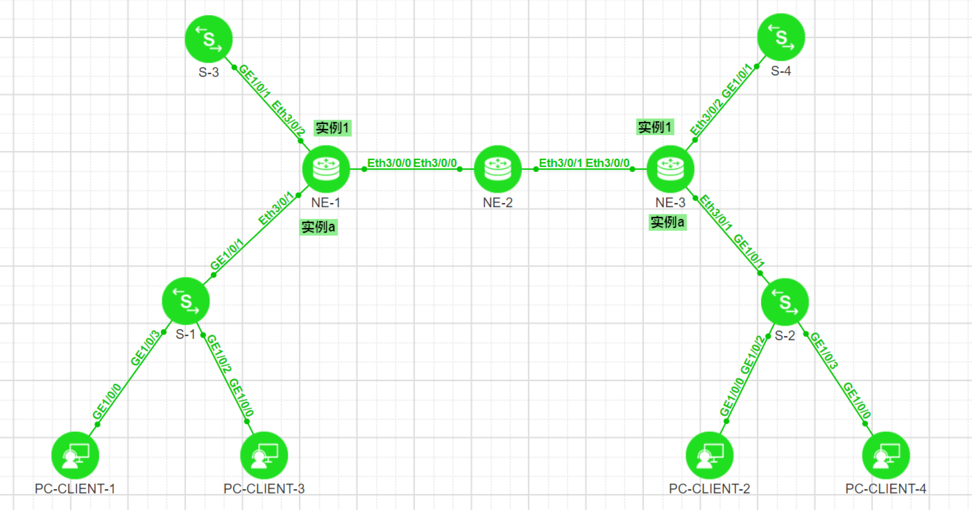 S
S-3
S
S-4
GE1/0/1 Eth3/0/2
Eth3/0/2 GE1/0/1
实例1
实例1
Eth3/0/0 Eth3/0/0
Eth3/0/1 Eth3/0/0
NE-1
NE-2
NE-3
实例a
实例a
Eth3/0/1
GE1/0/1
Eth3/0/1 GE1/0/1
S
S-1
S
S-2
GE1/0/3
GE1/0/0
GE1/0/2 GE1/0/0
GE1/0/2
GE1/0/0
GE1/0/3
GE1/0/0
PC-CLIENT-1
PC-CLIENT-3
PC-CLIENT-2
PC-CLIENT-4